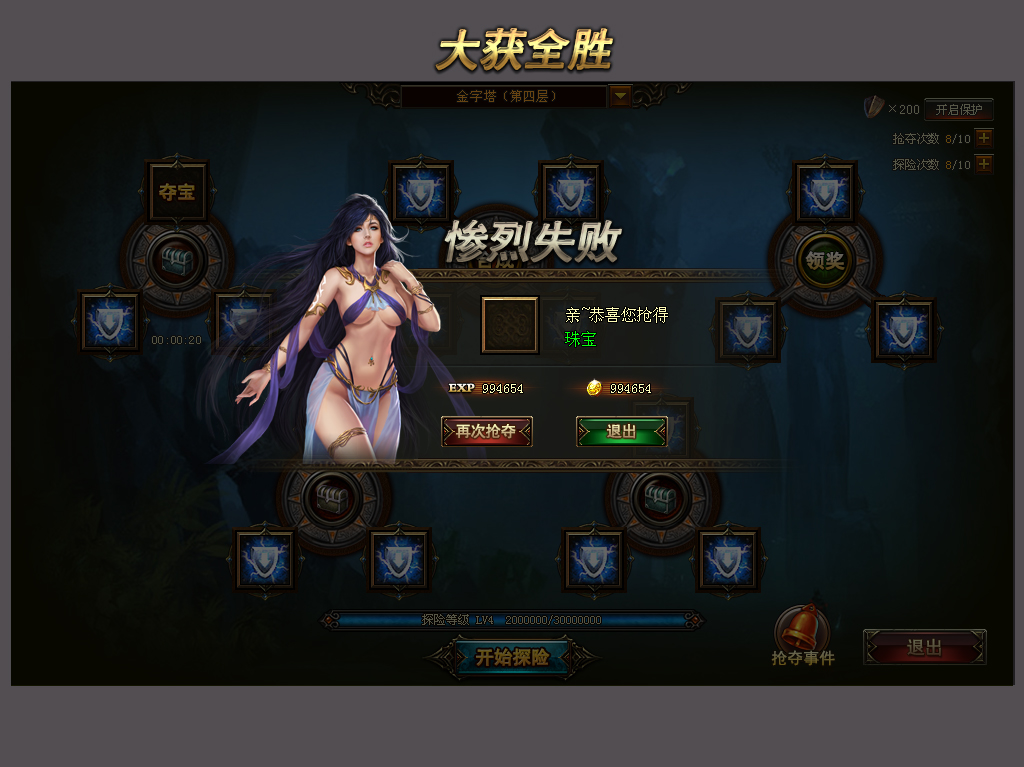 大获全胜
金字塔（第四层）
×200 开启保护
抢夺次数 8/10
探险次数 8/10
夺宝
惨烈失败
领奖
亲~恭喜您抢得
珠宝
00:00:20
EXP 994654 994654
再次抢夺 退出
探险等级 LV4 2000000/30000000
开始探险
抢夺事件
退出